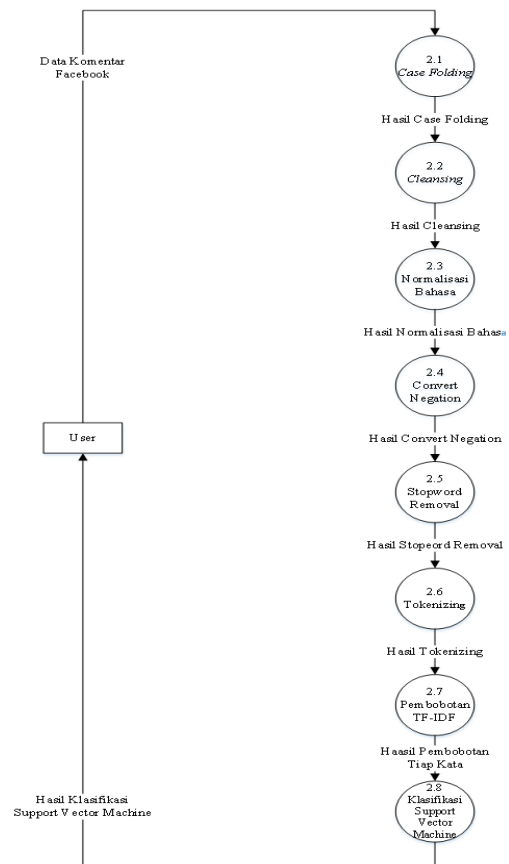 Data Komentar
Facebook
2.1
Case Folding
Hasil Case Folding
2.2
Cleansing
Hasil Cleansing
2.3
Normalisasi
Bahasa
Hasil Normalisasi Bahasa
2.4
Convert
Negation
User
Hasil Convert Negation
2.5
Stopword
Removal
Hasil Stopeord Removal
2.6
Tokenizing
Hasil Tokenizing
2.7
Pembobotan
TF-IDF
Haasil Pembobotan
Tiap Kata
2.8
Klasifikasi
Support
Vector
Machine
Hasil Klasifikasi
Support Vector Machine